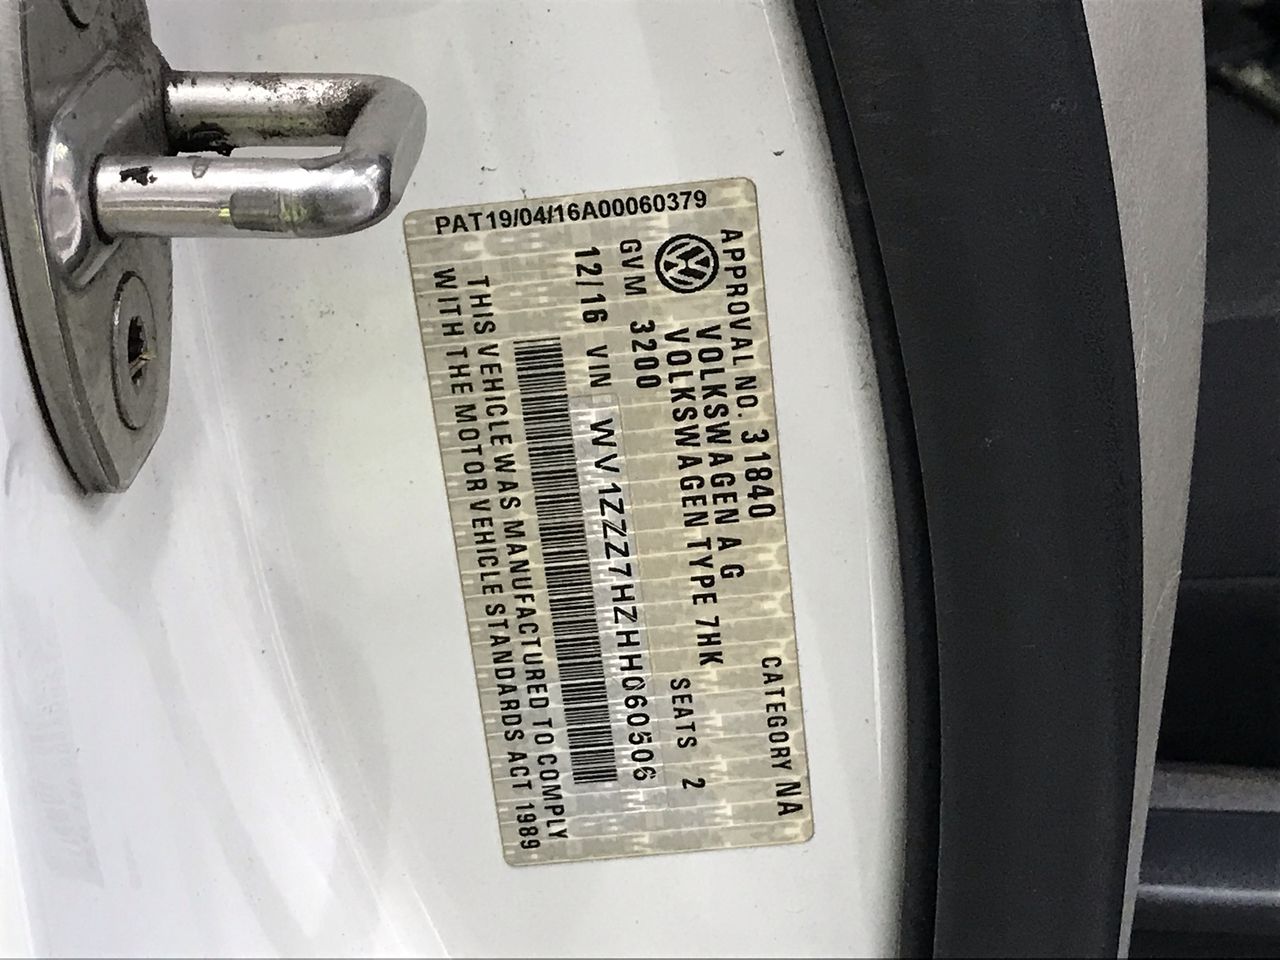 PAT19/04/16A00060379
APPROVAL NO. 31840 CATEGORY NA
VOLKSWAGEN A G
VOLKSWAGEN TYPE 7HK
GVM 3200 SEATS 2
12/16 VIN WV1ZZZ7HZHH060506
THIS VEHICLE WAS MANUFACTURED TO COMPLY
WITH THE MOTOR VEHICLE STANDARDS ACT 1989